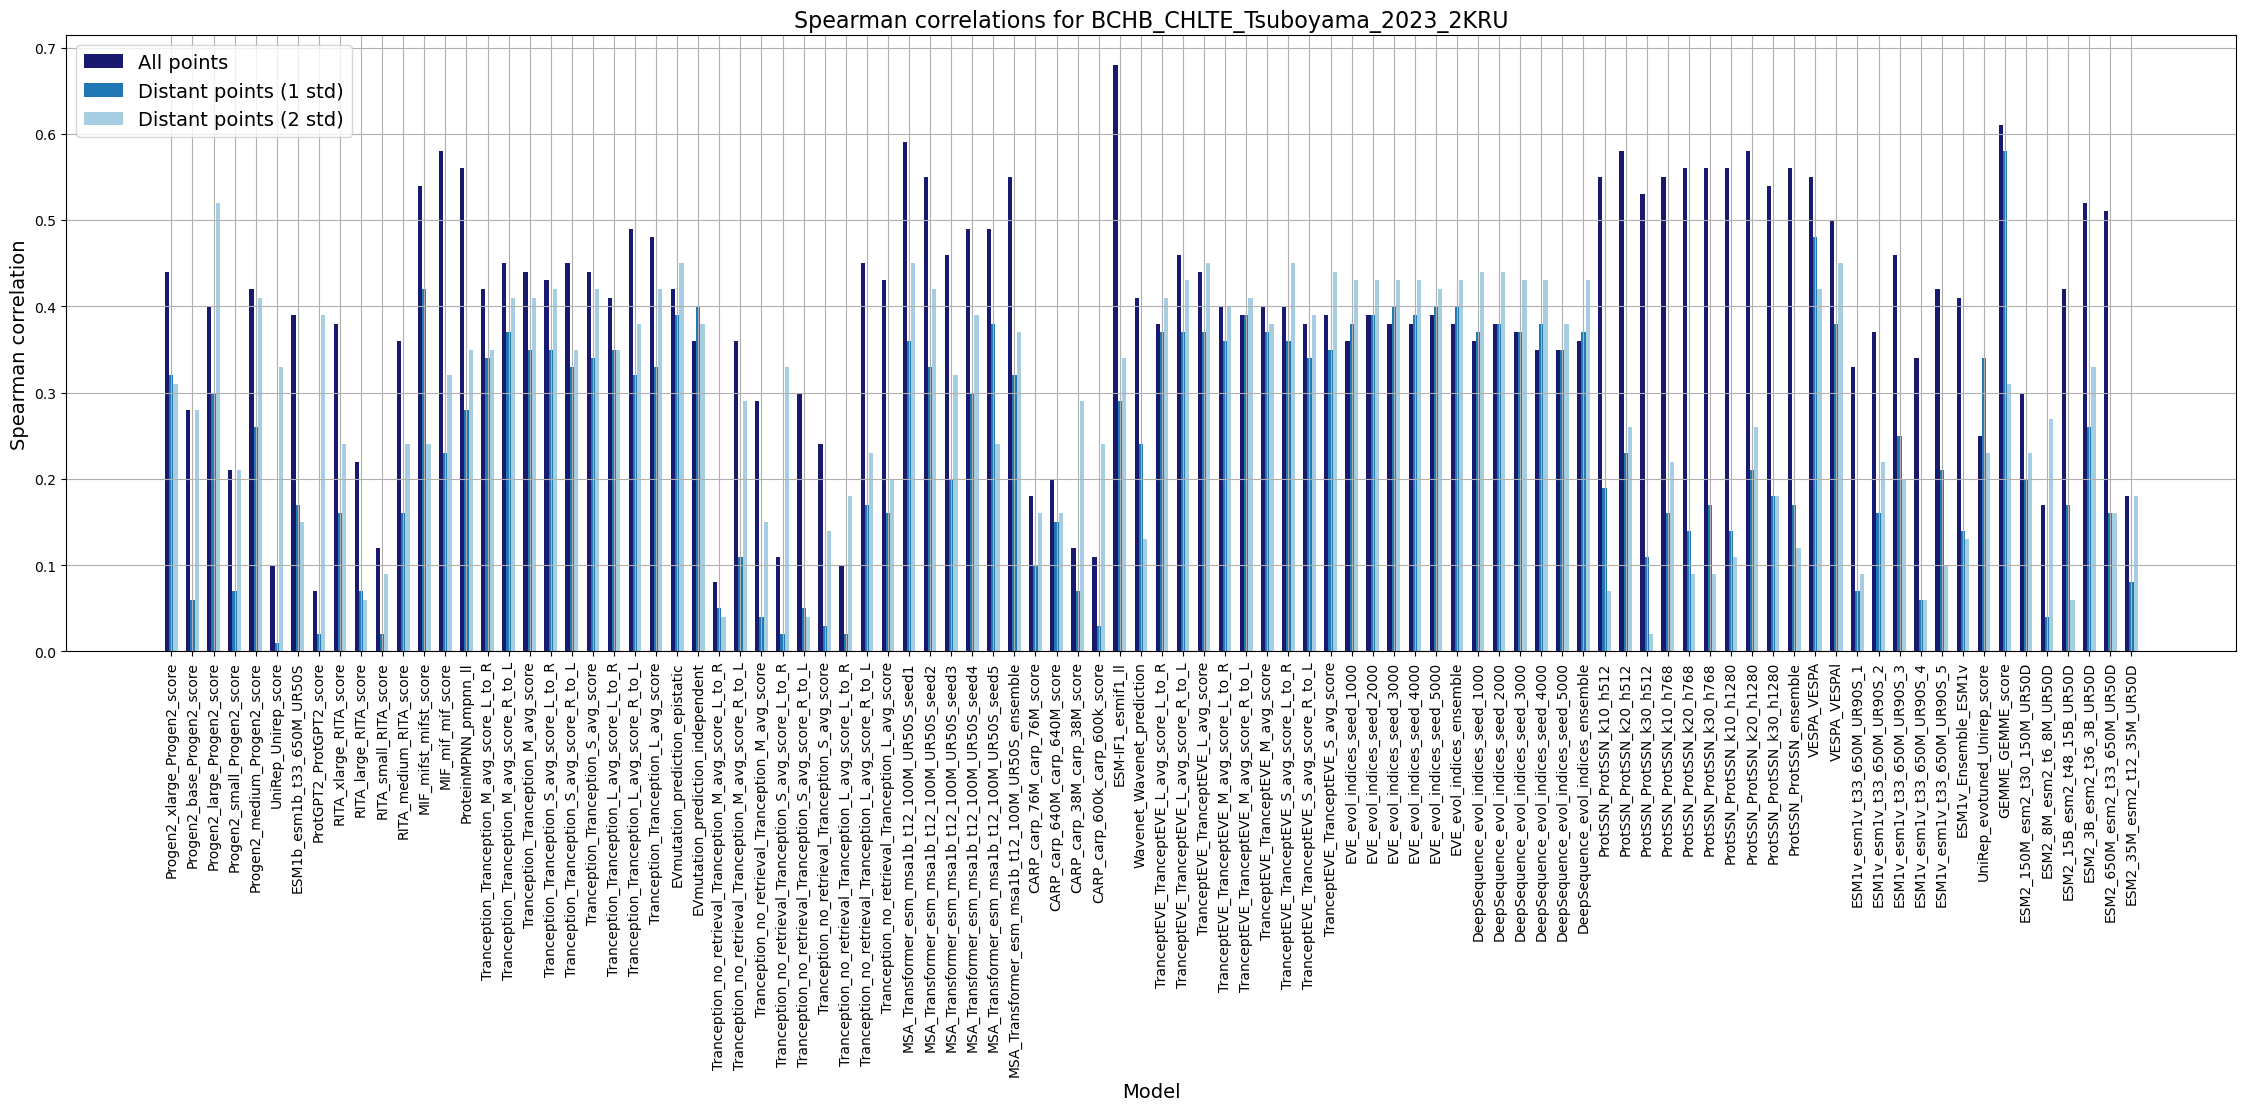 Spearman correlations for BCHB_CHLTE_Tsuboyama_2023_2KRU
All points
Distant points (1 std)
Distant points (2 std)
Spearman correlation
0.7
0.6
0.5
0.4
0.3
0.2
0.1
0.0
Progen2_xlarge_Progen2_score
Progen2_base_Progen2_score
Progen2_large_Progen2_score
Progen2_small_Progen2_score
Progen2_medium_Progen2_score
UniRep_Unirep_score
ESM1b_esm1b_t33_650M_UR50S
ProtGPT2_ProtGPT2_score
RITA_xlarge_RITA_score
RITA_large_RITA_score
RITA_small_RITA_score
RITA_medium_RITA_score
MIF_mifst_mifst_score
MIF_mif_mif_score
ProteinMPNN_pmpnn_ll
Tranception_Tranception_M_avg_score_L_to_R
Tranception_Tranception_M_avg_score_R_to_L
Tranception_Tranception_M_avg_score
Tranception_Tranception_S_avg_score_L_to_R
Tranception_Tranception_S_avg_score_R_to_L
Tranception_Tranception_S_avg_score
Tranception_Tranception_L_avg_score_L_to_R
Tranception_Tranception_L_avg_score_R_to_L
Tranception_Tranception_L_avg_score
EVmutation_prediction_epistatic
EVmutation_prediction_independent
Tranception_no_retrieval_Tranception_M_avg_score_L_to_R
Tranception_no_retrieval_Tranception_M_avg_score_R_to_L
Tranception_no_retrieval_Tranception_M_avg_score
Tranception_no_retrieval_Tranception_S_avg_score_L_to_R
Tranception_no_retrieval_Tranception_S_avg_score_R_to_L
Tranception_no_retrieval_Tranception_S_avg_score
Tranception_no_retrieval_Tranception_L_avg_score_L_to_R
Tranception_no_retrieval_Tranception_L_avg_score_R_to_L
Tranception_no_retrieval_Tranception_L_avg_score
MSA_Transformer_esm_msa1b_t12_100M_UR50S_seed1
MSA_Transformer_esm_msa1b_t12_100M_UR50S_seed2
MSA_Transformer_esm_msa1b_t12_100M_UR50S_seed3
MSA_Transformer_esm_msa1b_t12_100M_UR50S_seed4
MSA_Transformer_esm_msa1b_t12_100M_UR50S_seed5
MSA_Transformer_esm_msa1b_t12_100M_UR50S_ensemble
CARP_carp_76M_carp_76M_score
CARP_carp_640M_carp_640M_score
CARP_carp_38M_carp_38M_score
CARP_carp_600k_carp_600k_score
ESM-IF1_esmif1_ll
Wavenet_Wavenet_prediction
TranceptEVE_TranceptEVE_L_avg_score_L_to_R
TranceptEVE_TranceptEVE_L_avg_score_R_to_L
TranceptEVE_TranceptEVE_L_avg_score
TranceptEVE_TranceptEVE_M_avg_score_L_to_R
TranceptEVE_TranceptEVE_M_avg_score_R_to_L
TranceptEVE_TranceptEVE_M_avg_score
TranceptEVE_TranceptEVE_S_avg_score_L_to_R
TranceptEVE_TranceptEVE_S_avg_score_R_to_L
TranceptEVE_TranceptEVE_S_avg_score
EVE_evol_indices_seed_1000
EVE_evol_indices_seed_2000
EVE_evol_indices_seed_3000
EVE_evol_indices_seed_4000
EVE_evol_indices_seed_5000
EVE_evol_indices_ensemble
DeepSequence_evol_indices_seed_1000
DeepSequence_evol_indices_seed_2000
DeepSequence_evol_indices_seed_3000
DeepSequence_evol_indices_seed_4000
DeepSequence_evol_indices_seed_5000
DeepSequence_evol_indices_ensemble
ProtSSN_ProtSSN_k10_h512
ProtSSN_ProtSSN_k20_h512
ProtSSN_ProtSSN_k30_h512
ProtSSN_ProtSSN_k10_h768
ProtSSN_ProtSSN_k20_h768
ProtSSN_ProtSSN_k30_h768
ProtSSN_ProtSSN_k10_h1280
ProtSSN_ProtSSN_k20_h1280
ProtSSN_ProtSSN_k30_h1280
ProtSSN_ProtSSN_ensemble
VESPA_VESPA
VESPA_VESPAl
ESM1v_esm1v_t33_650M_UR90S_1
ESM1v_esm1v_t33_650M_UR90S_2
ESM1v_esm1v_t33_650M_UR90S_3
ESM1v_esm1v_t33_650M_UR90S_4
ESM1v_esm1v_t33_650M_UR90S_5
ESM1v_Ensemble_ESM1v
UniRep_evotuned_Unirep_score
GEMME_GEMME_score
ESM2_150M_esm2_t30_150M_UR50D
ESM2_8M_esm2_t6_8M_UR50D
ESM2_15B_esm2_t48_15B_UR50D
ESM2_3B_esm2_t36_3B_UR50D
ESM2_650M_esm2_t33_650M_UR50D
ESM2_35M_esm2_t12_35M_UR50D
Model